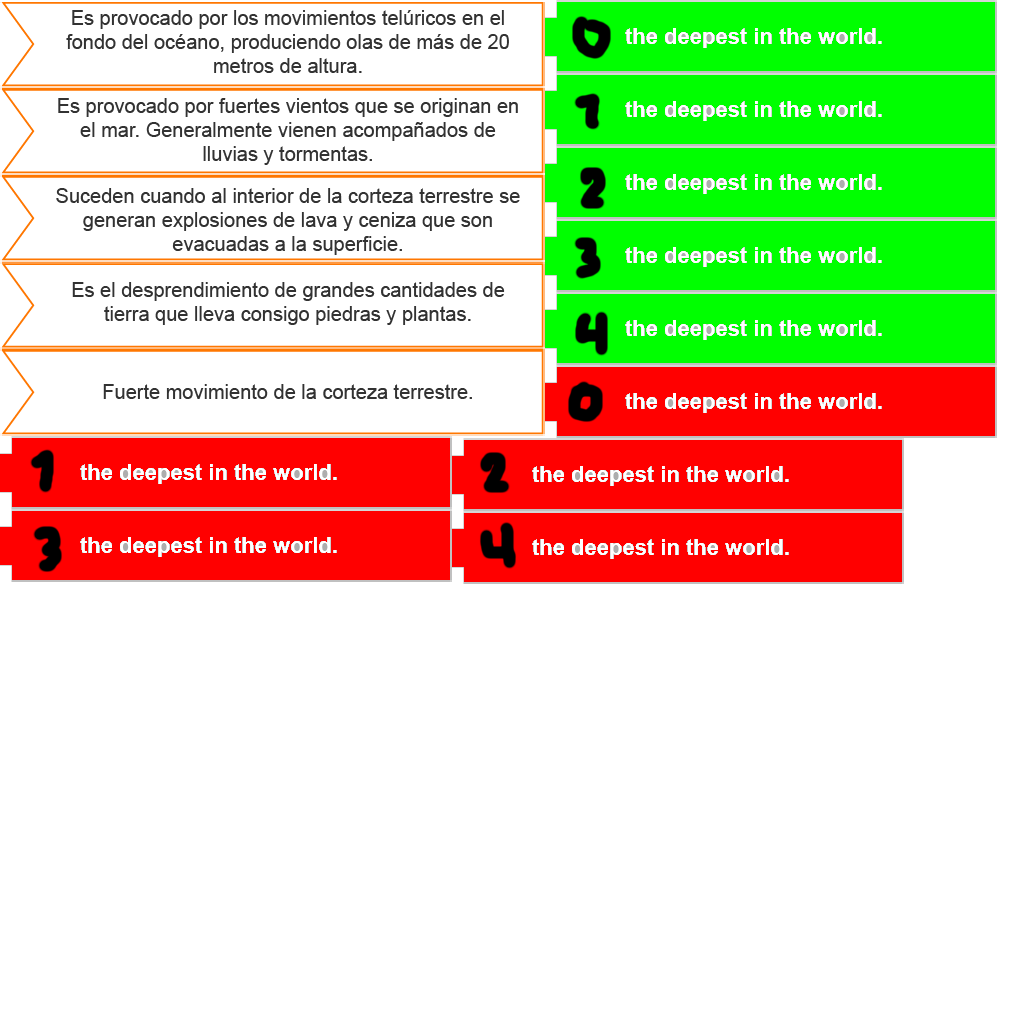 Es provocado por los movimientos telúricos en el
fondo del océano, produciendo olas de más de 20
metros de altura.
Es provocado por fuertes vientos que se originan en
el mar. Generalmente vienen acompañados de
lluvias y tormentas.
Suceden cuando al interior de la corteza terrestre se
generan explosiones de lava y ceniza que son
evacuadas a la superficie.
Es el desprendimiento de grandes cantidades de
tierra que lleva consigo piedras y plantas.
Fuerte movimiento de la corteza terrestre.
0 the deepest in the world.
1 the deepest in the world.
2 the deepest in the world.
3 the deepest in the world.
4 the deepest in the world.
0 the deepest in the world.
1 the deepest in the world.
2 the deepest in the world.
3 the deepest in the world.
4 the deepest in the world.